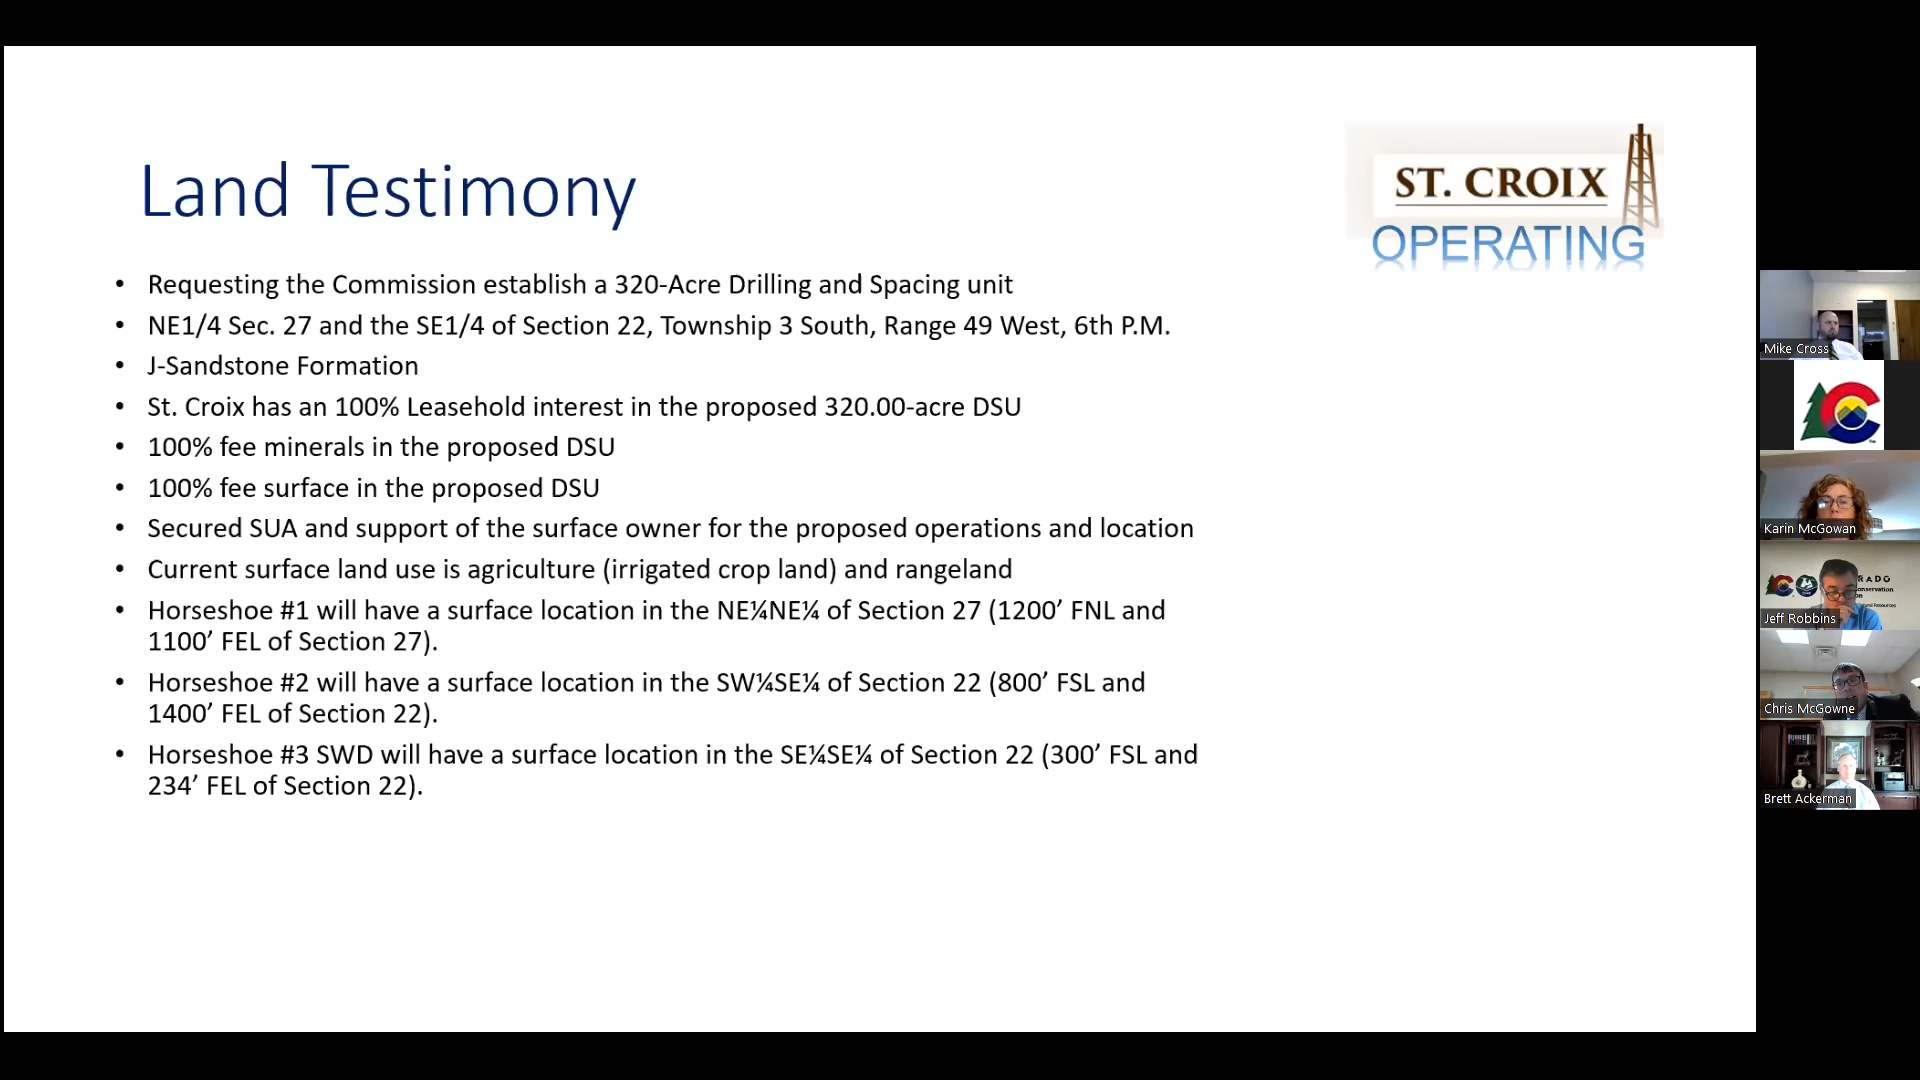 Land Testimony
ST. CROIX
OPERATING
• Requesting the Commission establish a 320-Acre Drilling and Spacing unit
• NE1/4 Sec. 27 and the SE1/4 of Section 22, Township 3 South, Range 49 West, 6th P.M.
• J-Sandstone Formation
• St. Croix has an 100% Leasehold interest in the proposed 320.00-acre DSU
• 100% fee minerals in the proposed DSU
• 100% fee surface in the proposed DSU
• Secured SUA and support of the surface owner for the proposed operations and location
• Current surface land use is agriculture (irrigated crop land) and rangeland
• Horseshoe #1 will have a surface location in the NE¼NE¼ of Section 27 (1200’ FNL and
1100’ FEL of Section 27).
• Horseshoe #2 will have a surface location in the SW¼SE¼ of Section 22 (800’ FSL and
1400’ FEL of Section 22).
• Horseshoe #3 SWD will have a surface location in the SE¼SE¼ of Section 22 (300’ FSL and
234’ FEL of Section 22).
Mike Cross
Karin McGowan
Jeff Robbins
Chris McGowne
Brett Ackerman